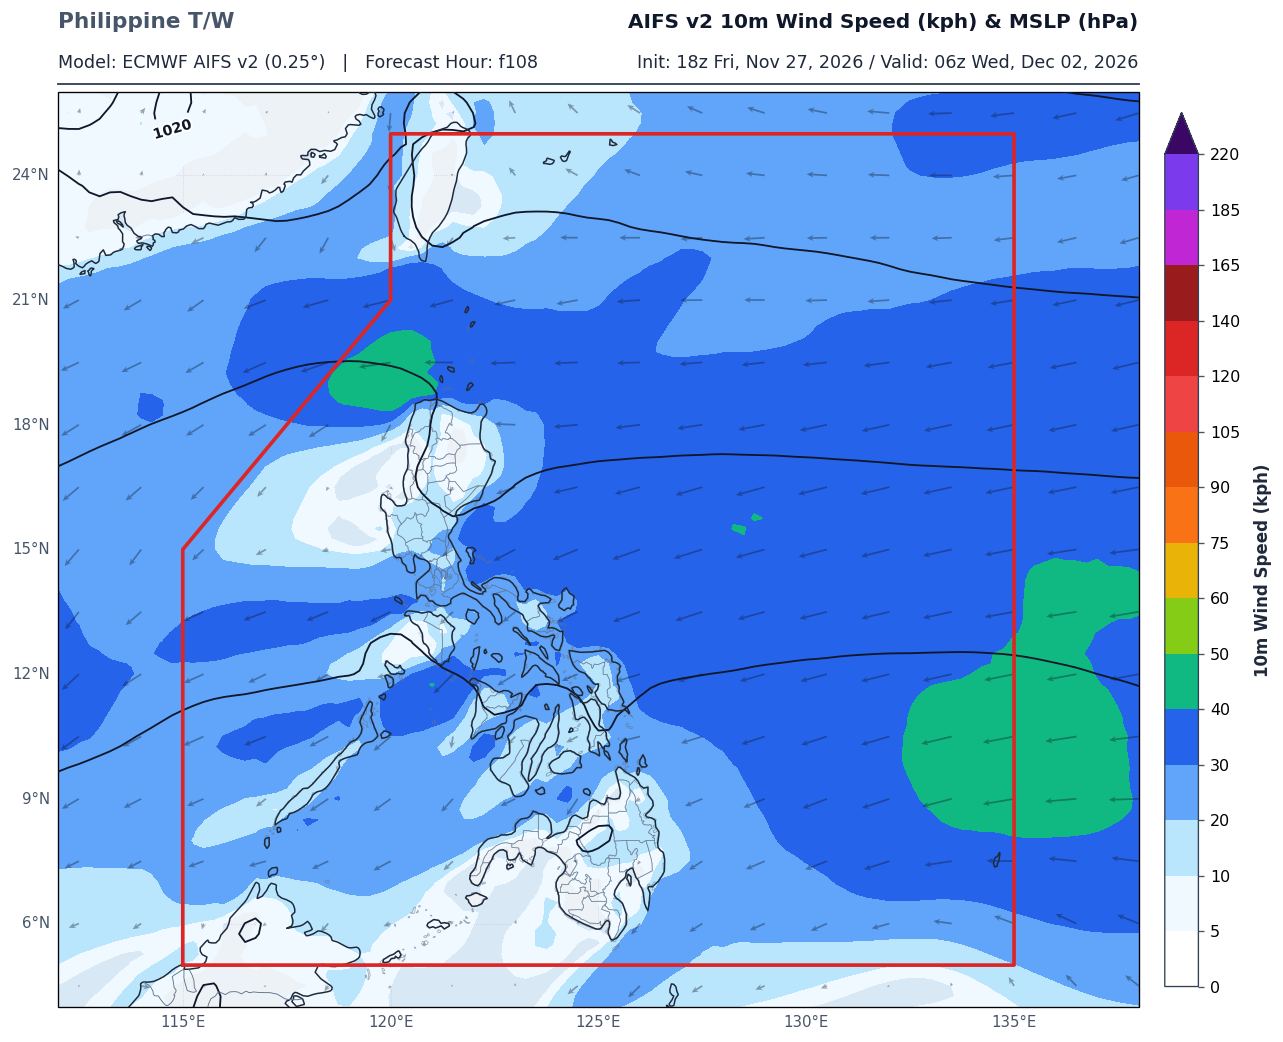 Philippine T/W
AIFS v2 10m Wind Speed (kph) & MSLP (hPa)
Model: ECMWF AIFS v2 (0.25°)   |   Forecast Hour: f108
Init: 18z Fri, Nov 27, 2026 / Valid: 06z Wed, Dec 02, 2026
1020
24°N
21°N
18°N
15°N
12°N
9°N
6°N
115°E
120°E
125°E
130°E
135°E
220
185
165
140
120
105
90
75
60
50
40
30
20
10
5
0
10m Wind Speed (kph)